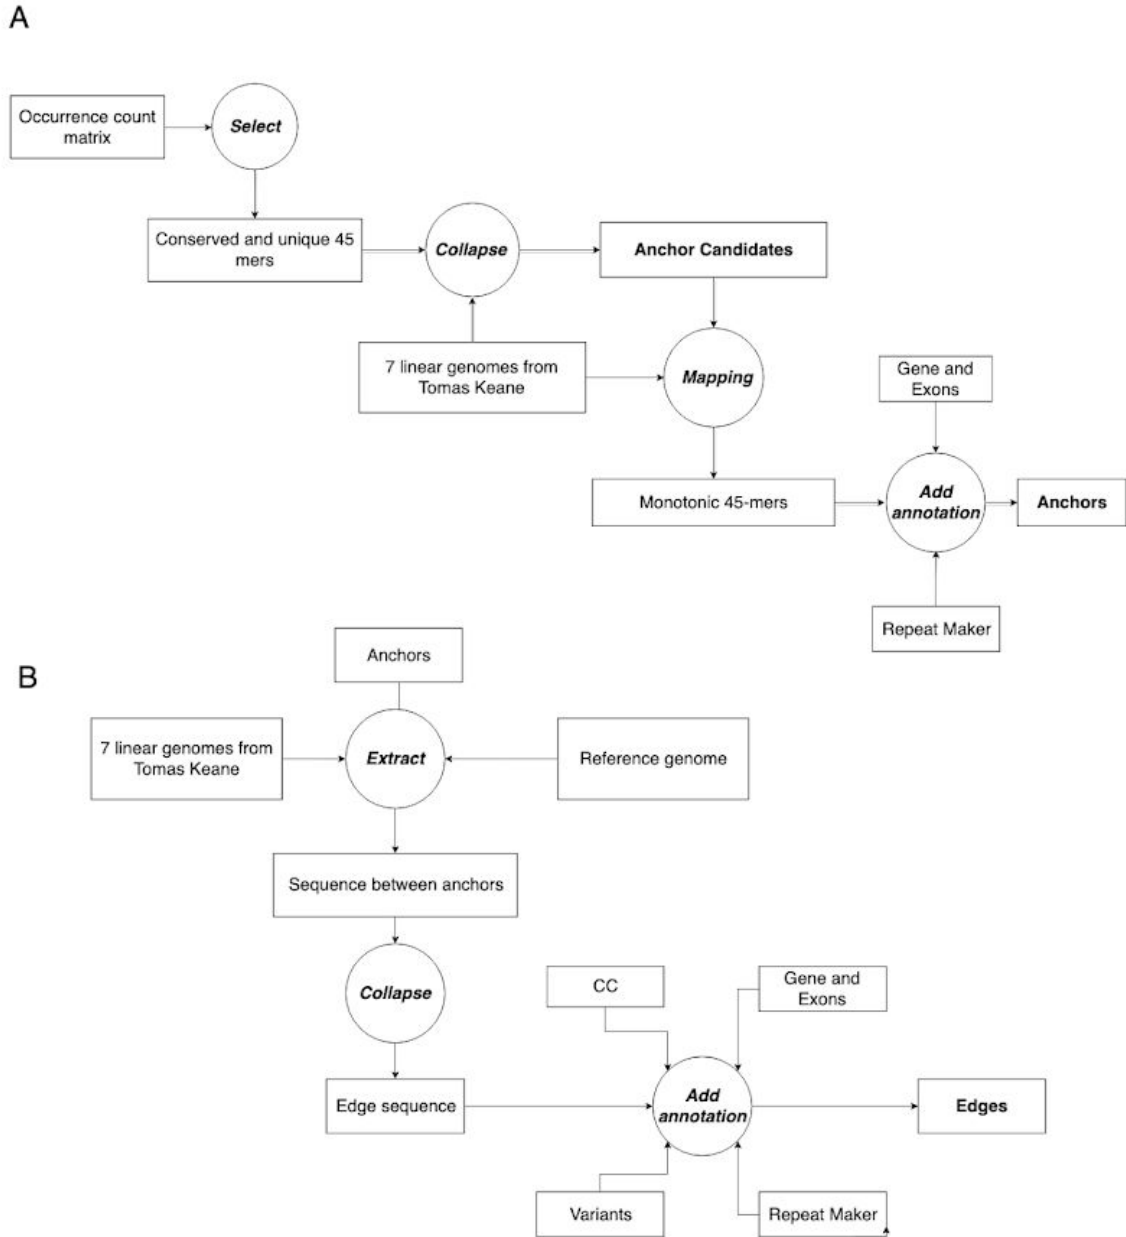 A
Occurrence count
matrix
Select
Conserved and unique 45
mers
Collapse
Anchor Candidates
7 linear genomes from
Tomas Keane
Mapping
Gene and
Exons
Monotonic 45-mers
Add
annotation
Anchors
Repeat Maker
B
Anchors
7 linear genomes from
Tomas Keane
Extract
Reference genome
Sequence between anchors
Collapse
CC
Gene and
Exons
Edge sequence
Add
annotation
Edges
Variants
Repeat Maker